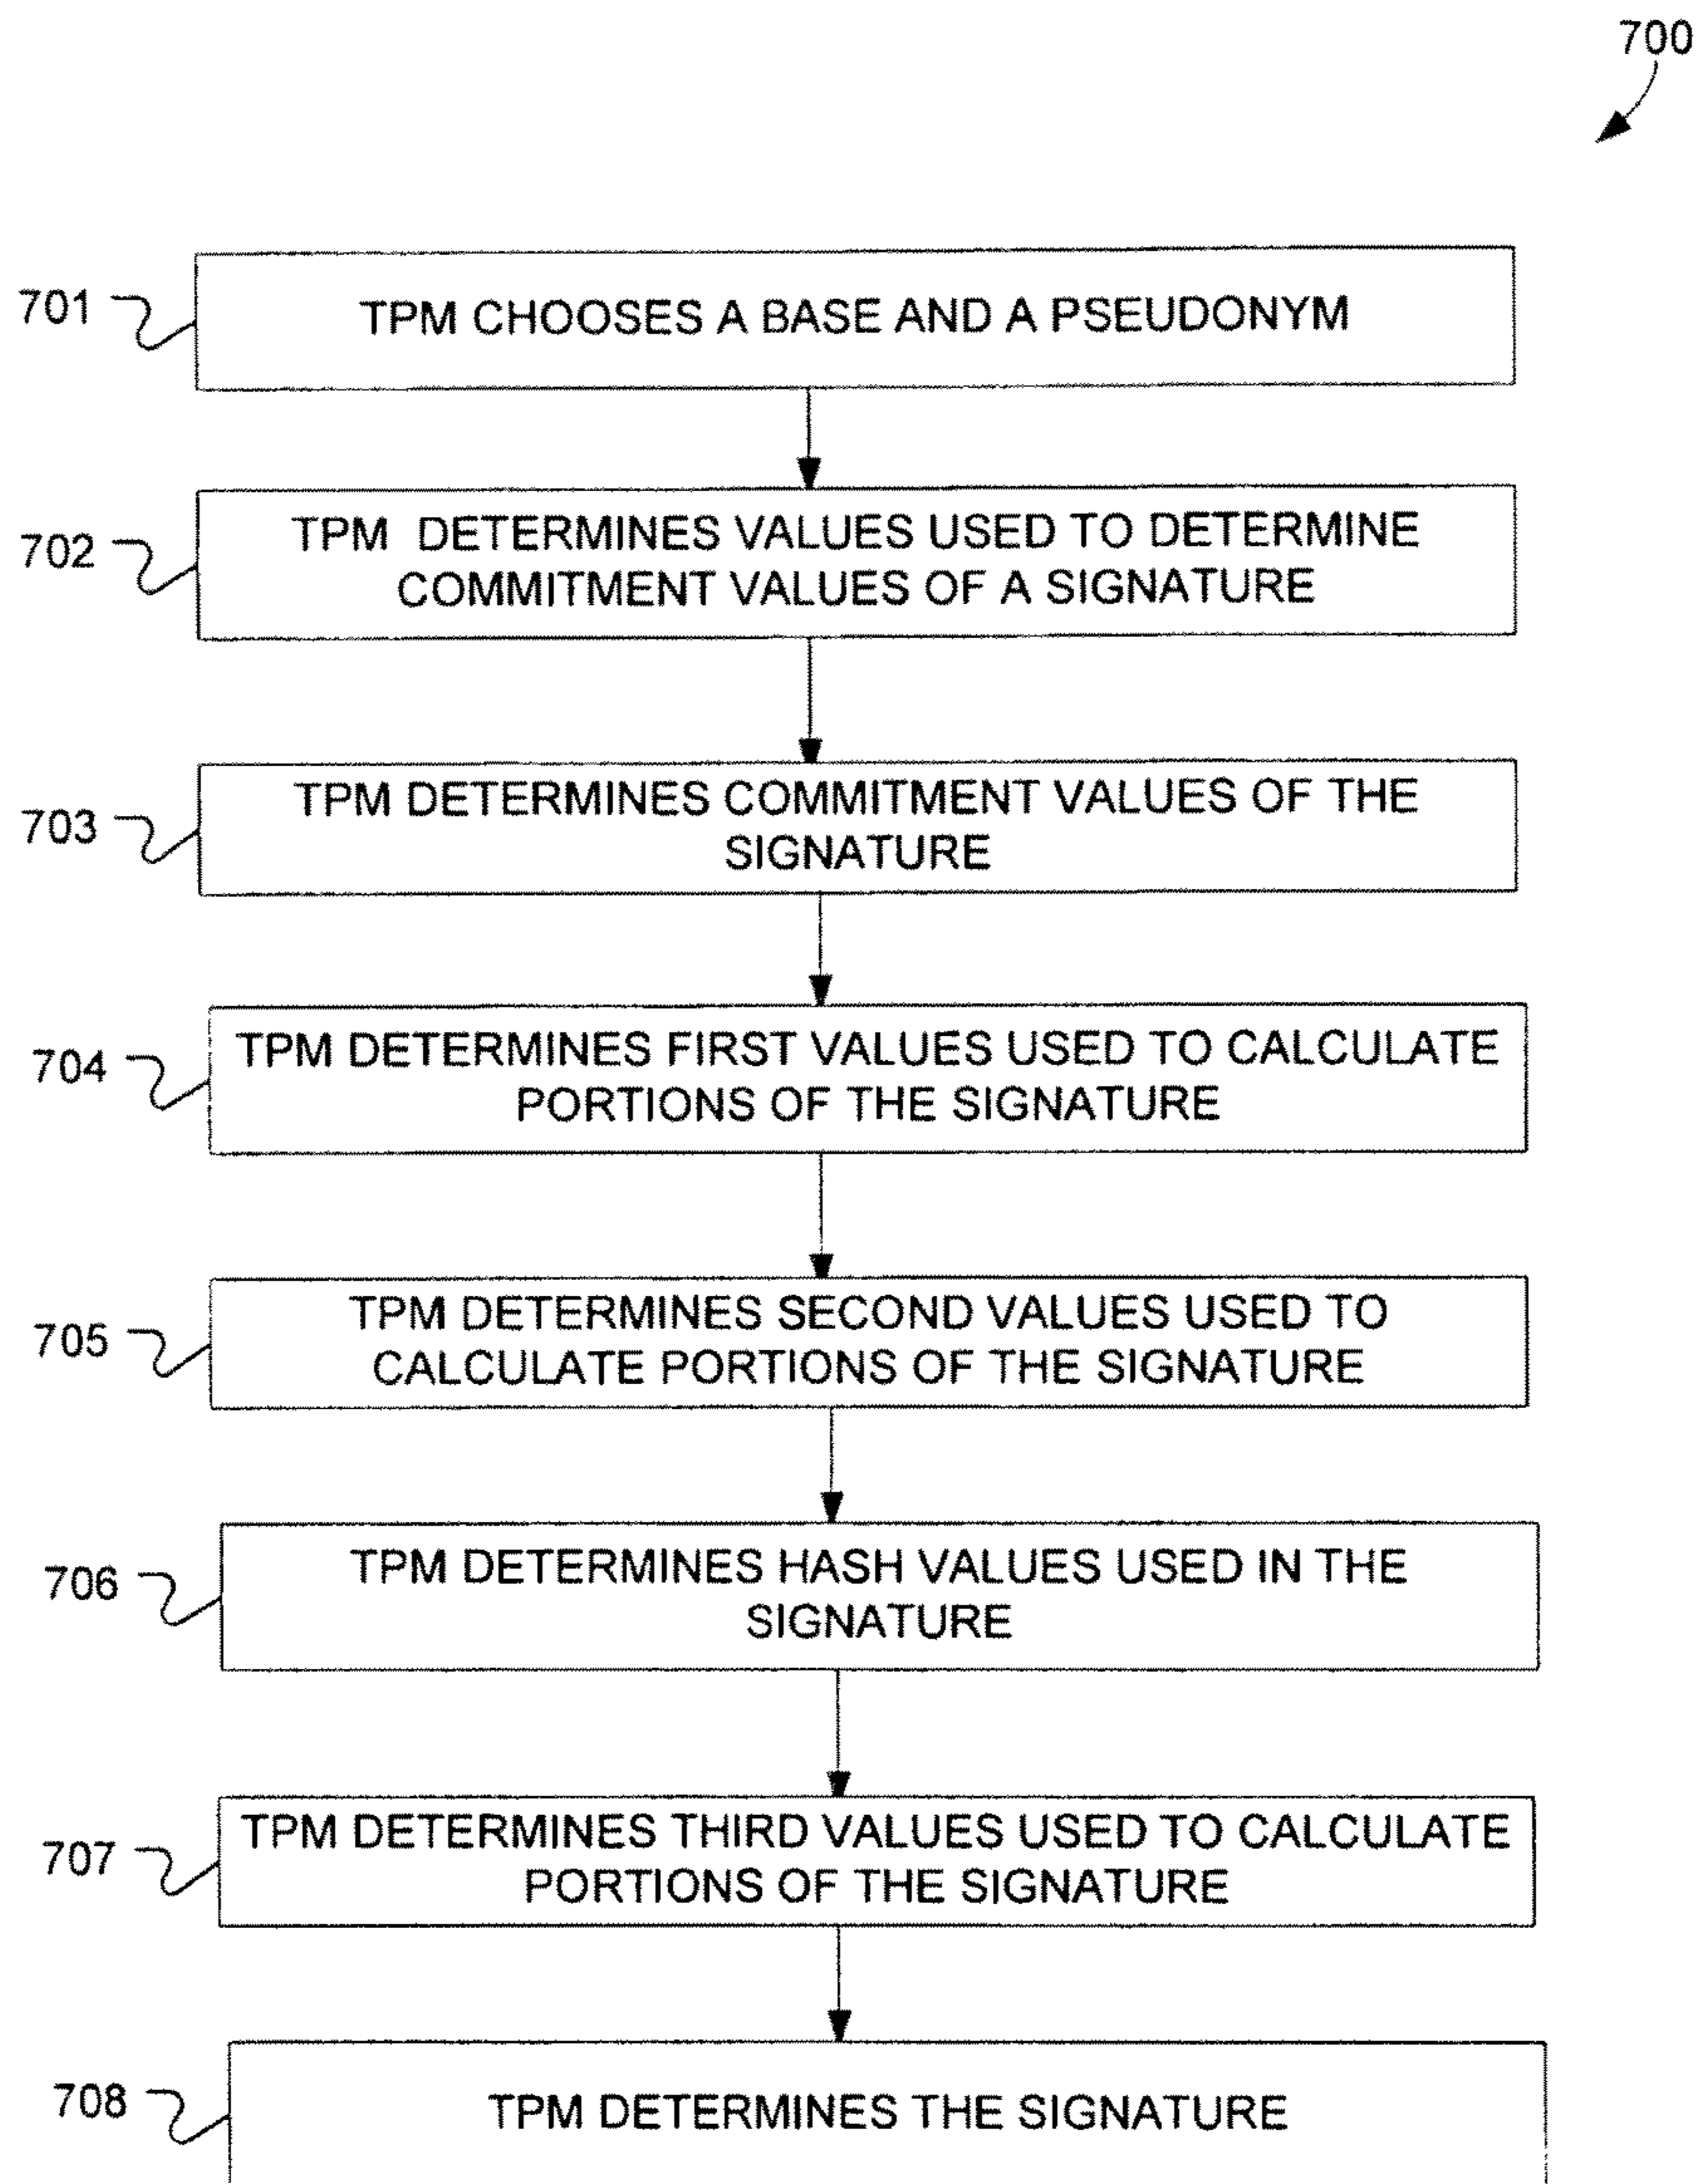 700
701
TPM CHOOSES A BASE AND A PSEUDONYM
702
TPM DETERMINES VALUES USED TO DETERMINE
COMMITMENT VALUES OF A SIGNATURE
703
TPM DETERMINES COMMITMENT VALUES OF THE
SIGNATURE
704
TPM DETERMINES FIRST VALUES USED TO CALCULATE
PORTIONS OF THE SIGNATURE
705
TPM DETERMINES SECOND VALUES USED TO
CALCULATE PORTIONS OF THE SIGNATURE
706
TPM DETERMINES HASH VALUES USED IN THE
SIGNATURE
707
TPM DETERMINES THIRD VALUES USED TO CALCULATE
PORTIONS OF THE SIGNATURE
708
TPM DETERMINES THE SIGNATURE